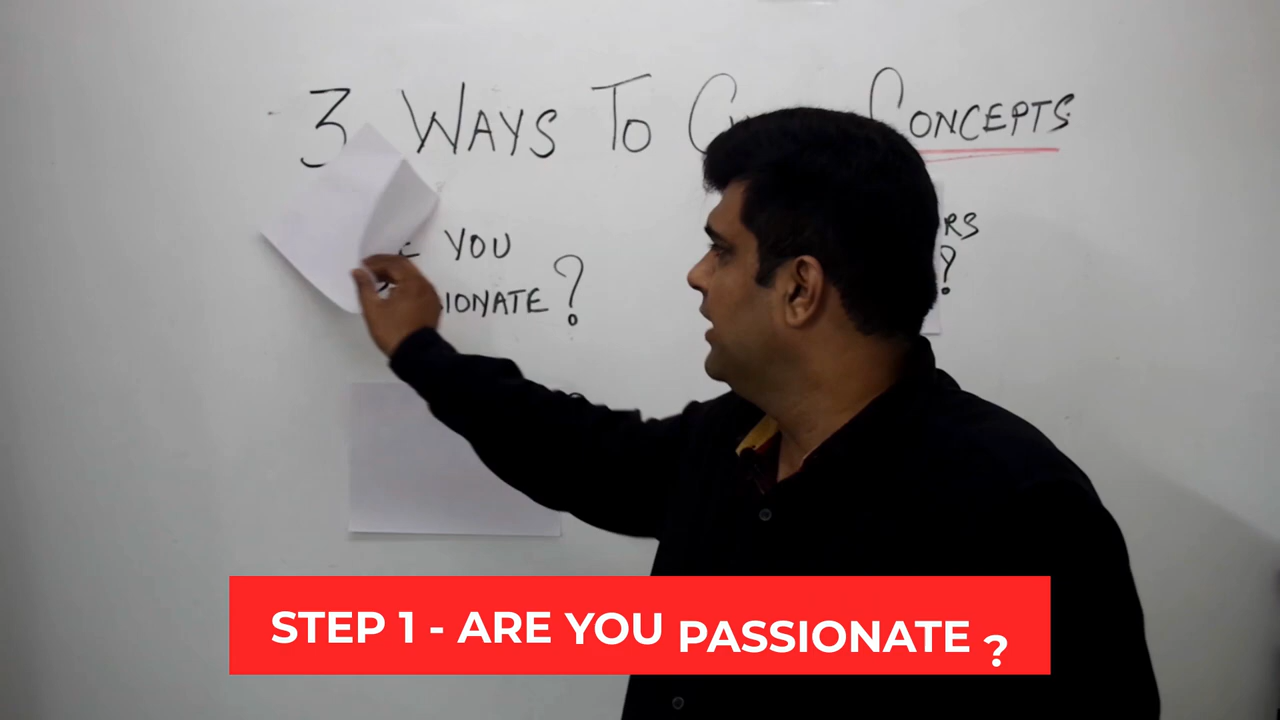 3 WAYS TO CONCEPTS
YOU
IONATE ?
RS
?
STEP 1 - ARE YOU PASSIONATE ?